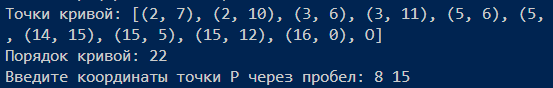 Точки кривой: [(2, 7), (2, 10), (3, 6), (3, 11), (5, 6), (5,
, (14, 15), (15, 5), (15, 12), (16, 0), O]
Порядок кривой: 22
Введите координаты точки P через пробел: 8 15